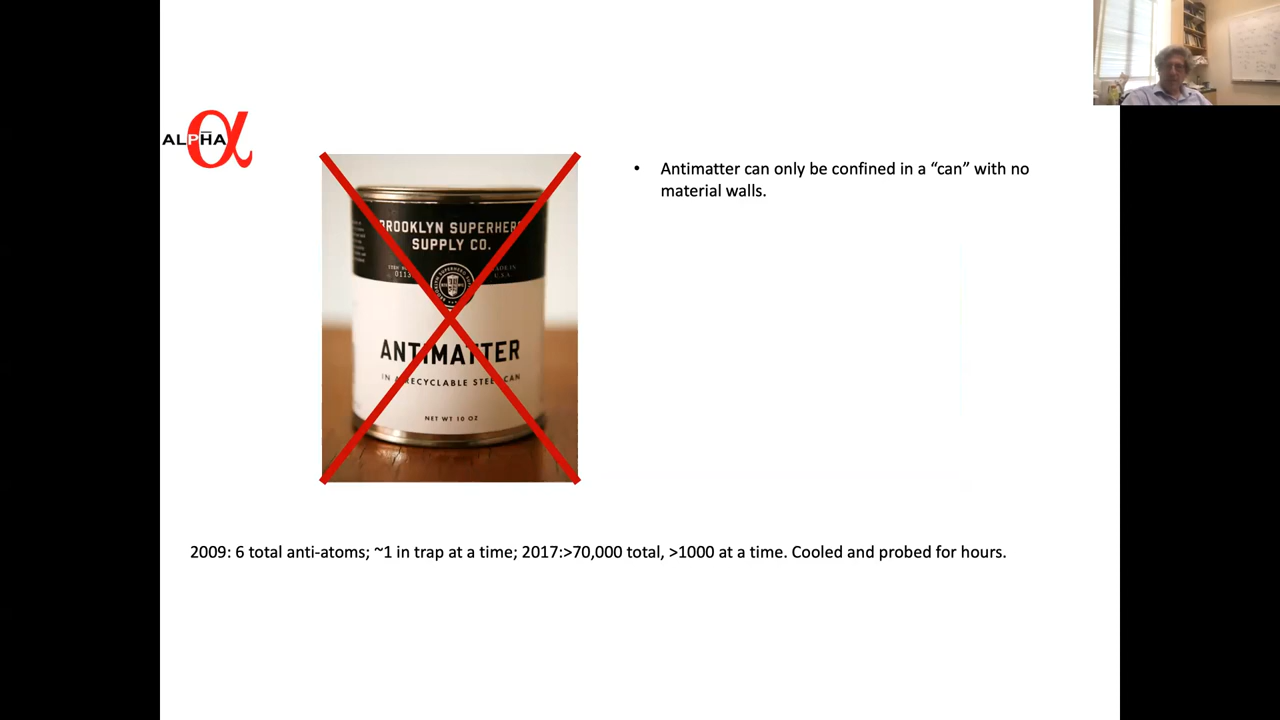 ALPHA
α
• Antimatter can only be confined in a “can” with no
material walls.
BROOKLYN SUPERHERO
SUPPLY CO.
MADE IN
U.S.A
ANTIMATTER
IN A RECYCLABLE STEEL CAN
NET WT 10 OZ
2009: 6 total anti-atoms; ~1 in trap at a time; 2017:>70,000 total, >1000 at a time. Cooled and probed for hours.